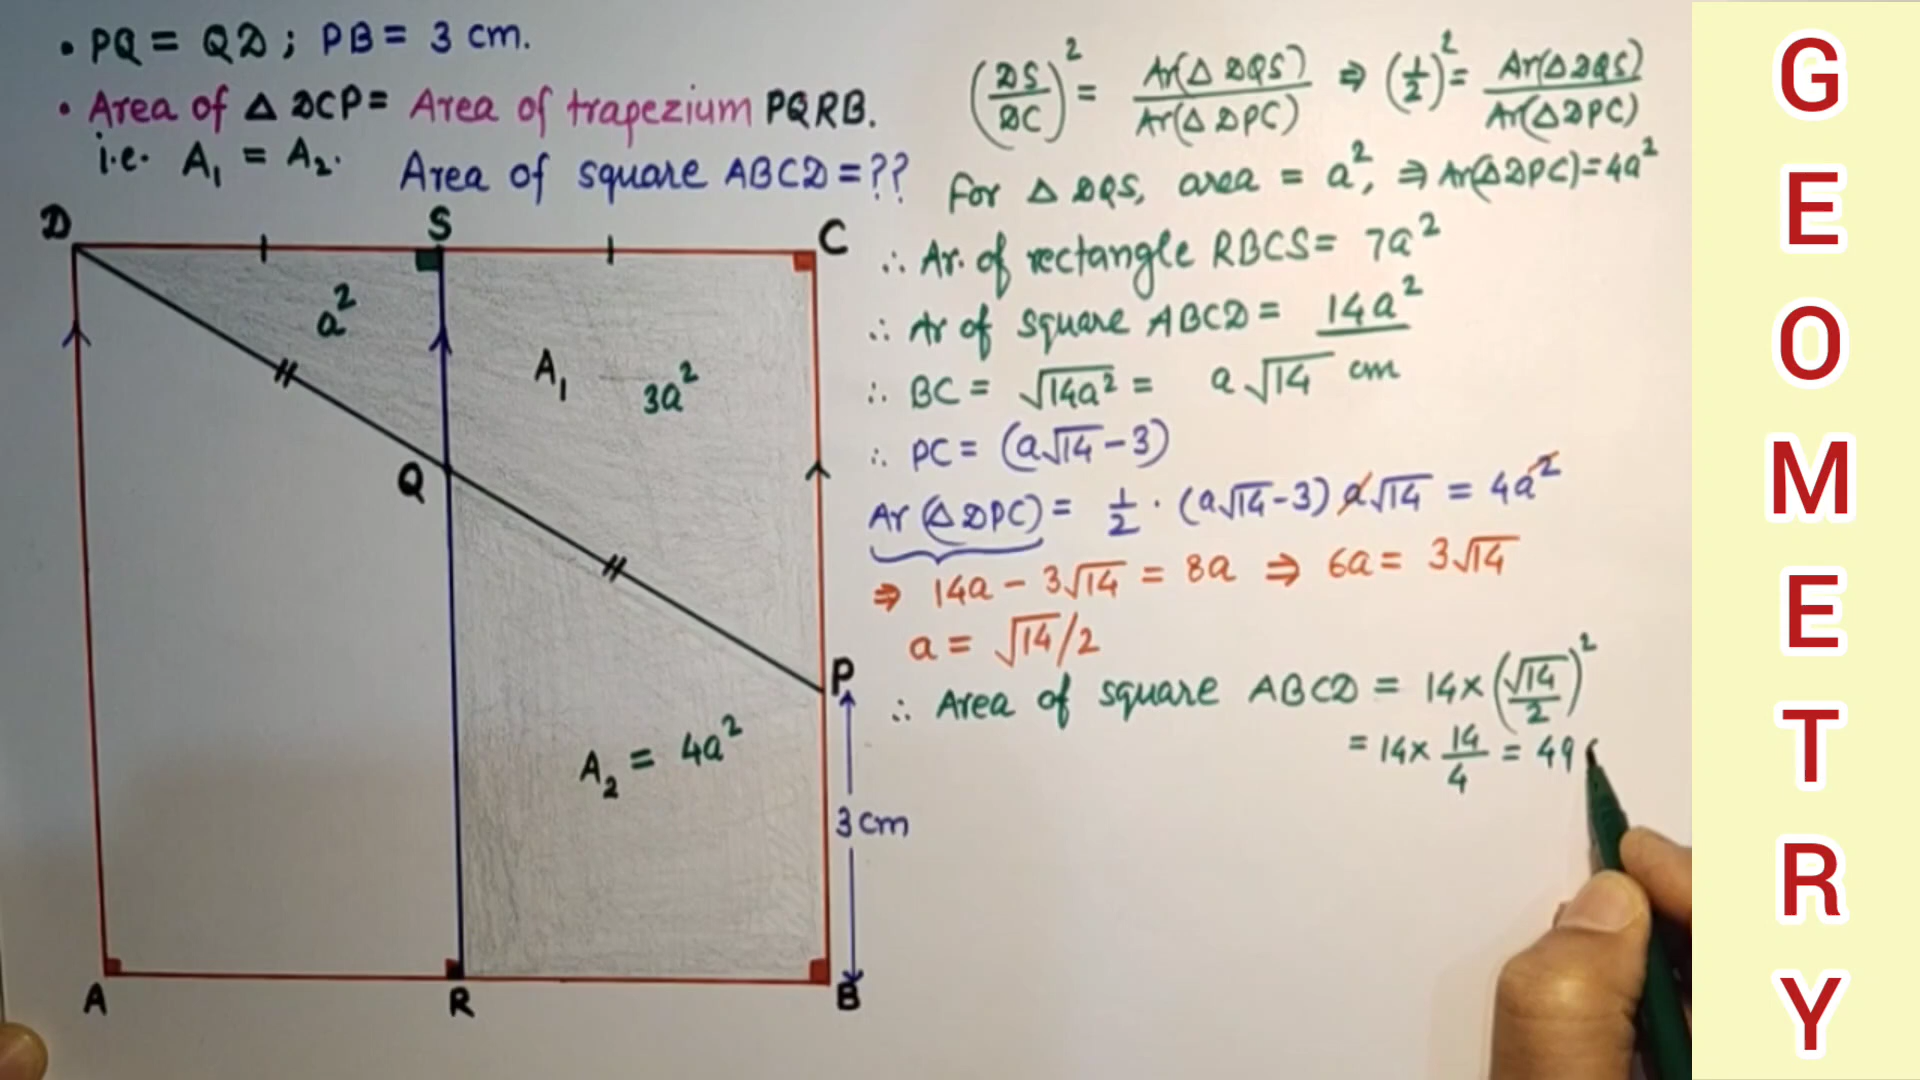 • PQ = QD ; PB = 3 cm.
• Area of △ DCP = Area of trapezium PQRB.
i.e. A₁ = A₂.
Area of square ABCD = ??
D
S
C
a²
A₁
3a²
Q
P
A₂ = 4a²
3 cm
A
R
B
(DS/DC)² = Ar(△ DQS)/Ar(△ DPC) ⇒ (1/2)² = Ar(△DQS)/Ar(△DPC)
For △ DQS, area = a², ⇒ Ar(△DPC) = 4a²
∴ Ar. of rectangle RBCS = 7a²
∴ Ar of square ABCD = 14a²
∴ BC = √14a² = a√14 cm
∴ PC = (a√14 - 3)
Ar (△DPC) = 1/2 · (a√14 - 3) a√14 = 4a²
⇒ 14a - 3√14 = 8a ⇒ 6a = 3√14
a = √14/2
∴ Area of square ABCD = 14 × (√14/2)²
= 14 × 14/4 = 49
GEOMETRY